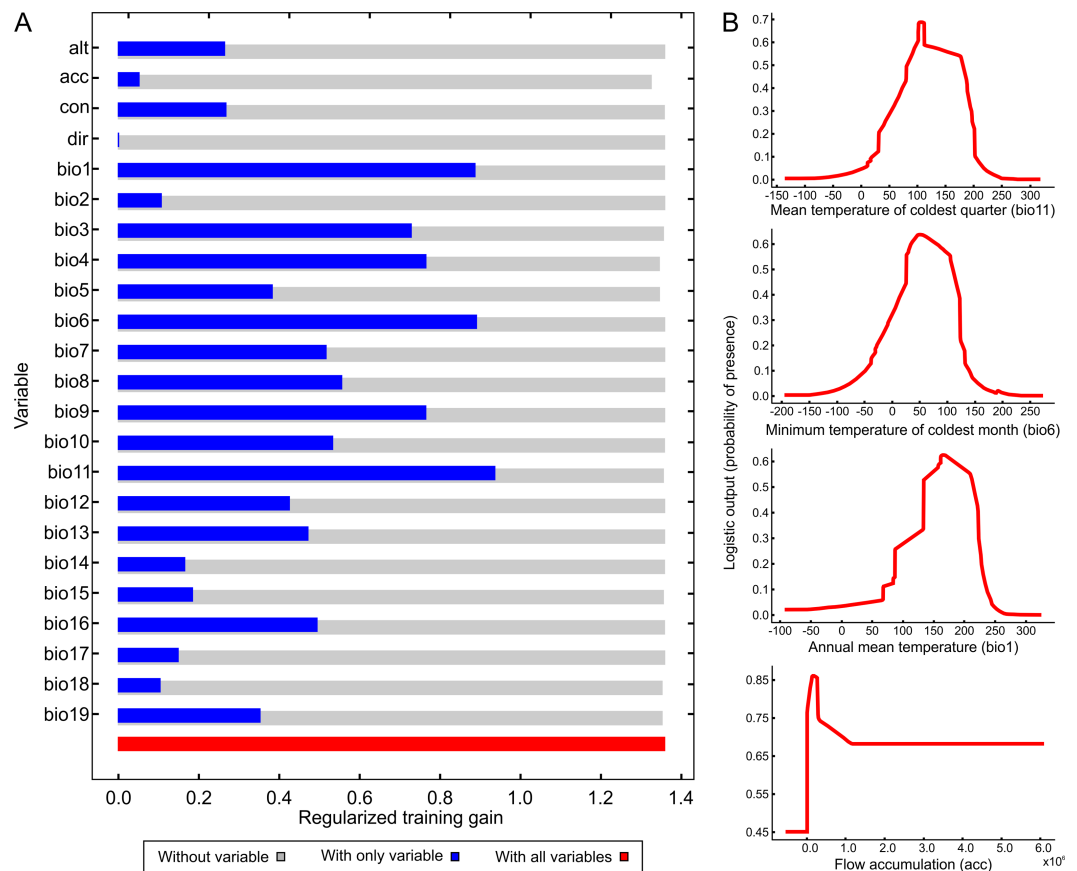 A
alt
acc
con
dir
bio1
bio2
bio3
bio4
bio5
bio6
bio7
bio8
bio9
bio10
bio11
bio12
bio13
bio14
bio15
bio16
bio17
bio18
bio19
Variable
0.0 0.2 0.4 0.6 0.8 1.0 1.2 1.4
Regularized training gain
Without variable With only variable With all variables
B
Logistic output (probability of presence)
0.7
0.6
0.5
0.4
0.3
0.2
0.1
0.0
-150 -100 -50 0 50 100 150 200 250 300
Mean temperature of coldest quarter (bio11)
0.6
0.5
0.4
0.3
0.2
0.1
0.0
-200 -150 -100 -50 0 50 100 150 200 250
Minimum temperature of coldest month (bio6)
0.6
0.5
0.4
0.3
0.2
0.1
0.0
-100 -50 0 50 100 150 200 250 300
Annual mean temperature (bio1)
0.85
0.75
0.65
0.55
0.45
0.0 1.0 2.0 3.0 4.0 5.0 6.0
x10⁶
Flow accumulation (acc)